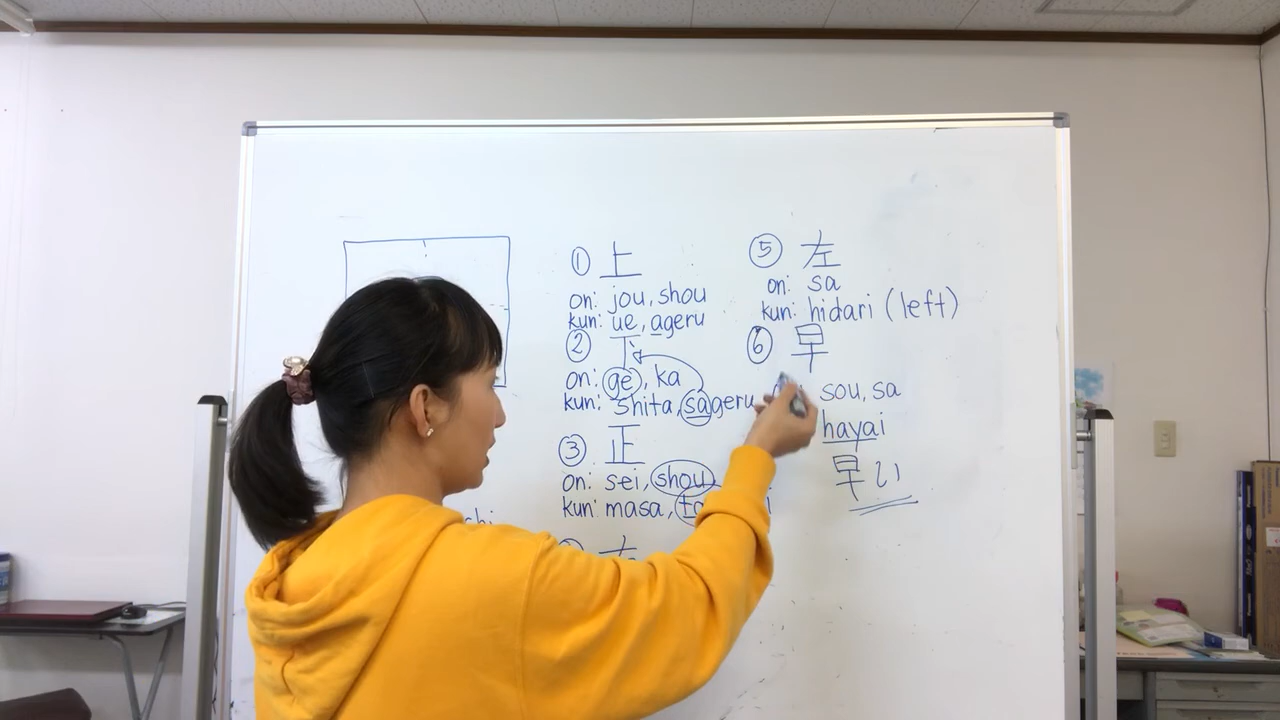 ① 上
on: jou, shou
kun: ue, ageru
② 下
on: ge, ka
kun: shita, sageru
③ 正
on: sei, shou
kun: masa,
右
⑤ 左
on: sa
kun: hidari (left)
⑥ 早
sou, sa
hayai
早い